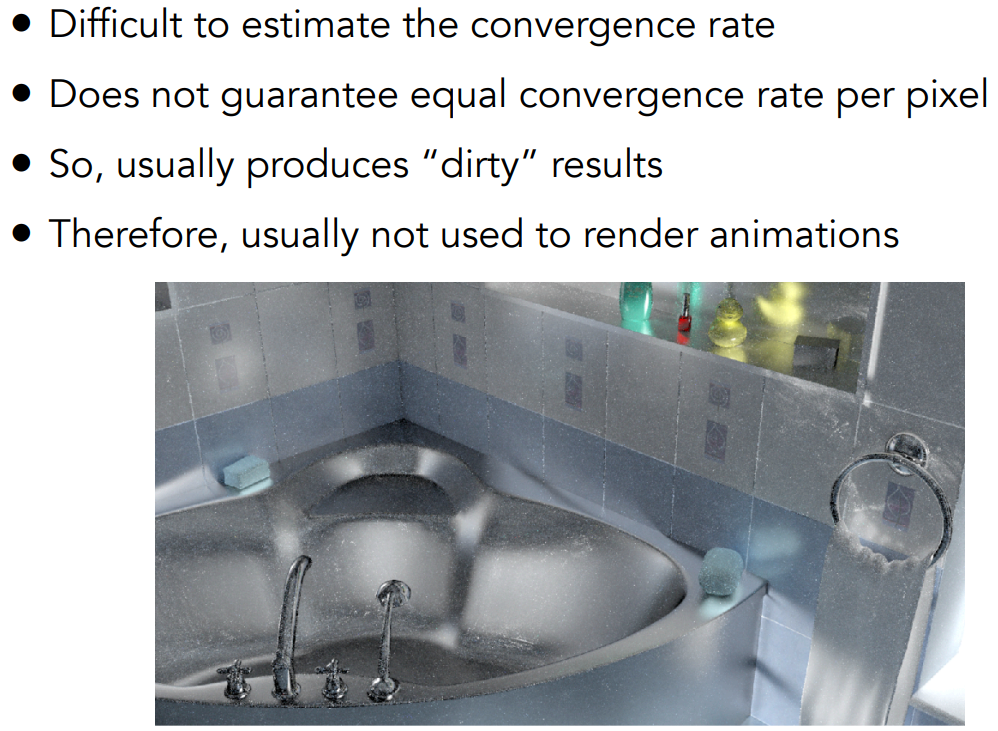 • Difficult to estimate the convergence rate
• Does not guarantee equal convergence rate per pixel
• So, usually produces “dirty” results
• Therefore, usually not used to render animations